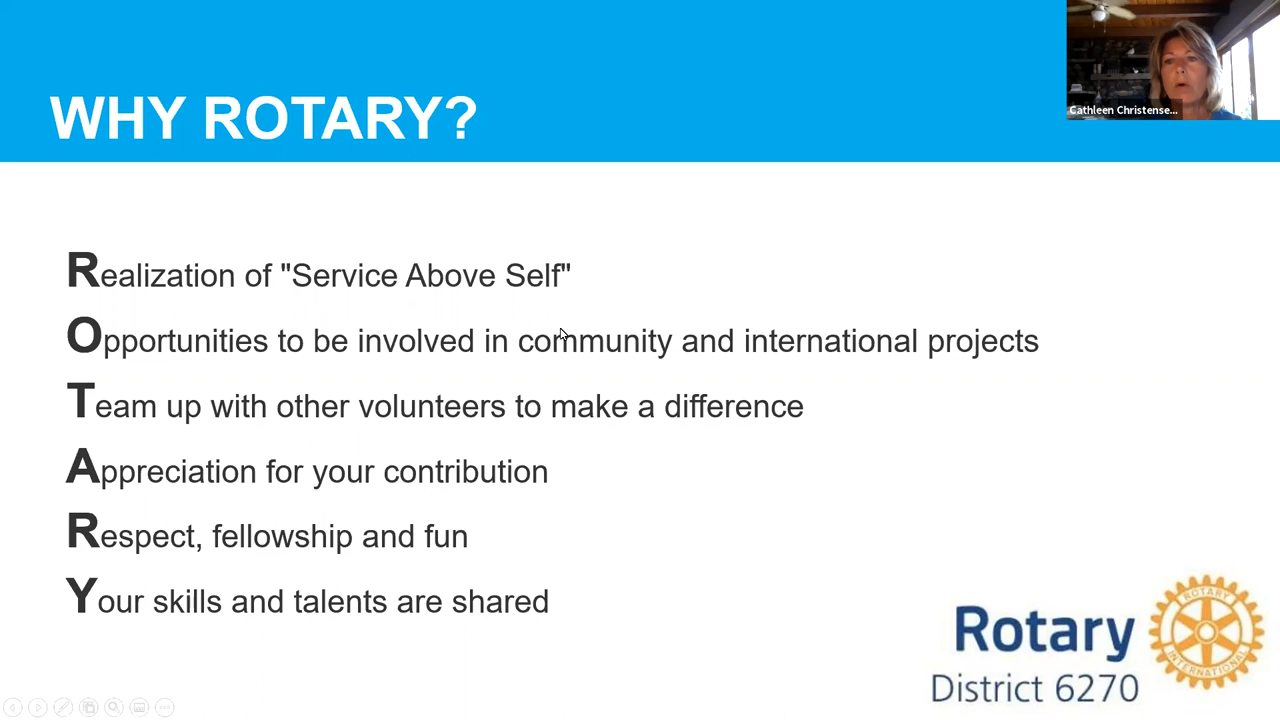 WHY ROTARY?
Cathleen Christense...
Realization of "Service Above Self"
Opportunities to be involved in community and international projects
Team up with other volunteers to make a difference
Appreciation for your contribution
Respect, fellowship and fun
Your skills and talents are shared
Rotary
District 6270
ROTARY
INTERNATIONAL